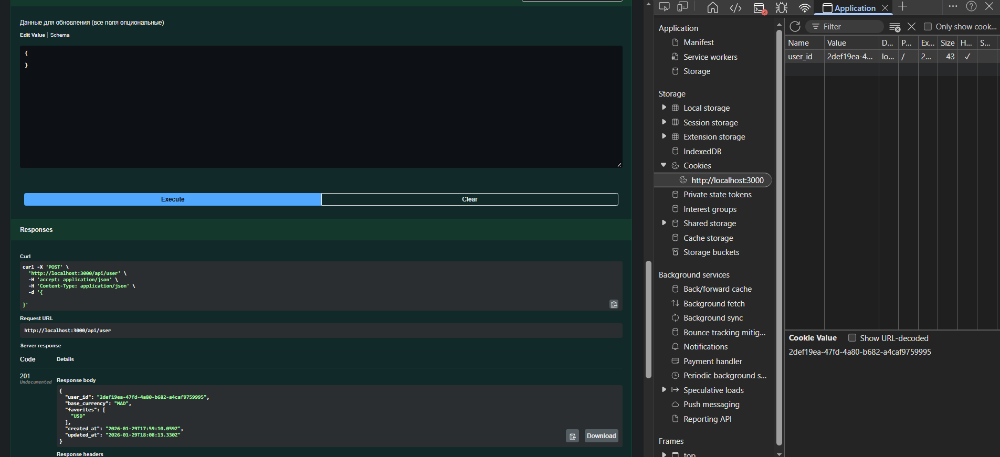 Данные для обновления (все поля опциональные)
Edit Value | Schema
{
}
Execute
Clear
Responses
Curl
curl -X 'POST' \
'http://localhost:3000/api/user' \
-H 'accept: application/json' \
-H 'Content-Type: application/json' \
-d '{
}'
Request URL
http://localhost:3000/api/user
Server response
Code Details
201
Undocumented
Response body
{
"user_id": "2def19ea-47fd-4a80-b682-a4caf9759995",
"base_currency": "MAD",
"favorites": [
"USD"
],
"created_at": "2026-01-29T17:59:10.059Z",
"updated_at": "2026-01-29T18:08:13.330Z"
}
Download
Response headers
Application
Application
Manifest
Service workers
Storage
Storage
Local storage
Session storage
Extension storage
IndexedDB
Cookies
http://localhost:3000
Private state tokens
Interest groups
Shared storage
Cache storage
Storage buckets
Background services
Back/forward cache
Background fetch
Background sync
Bounce tracking mitig...
Notifications
Payment handler
Periodic background s...
Speculative loads
Push messaging
Reporting API
Frames
top
Filter
Only show cook...
Name Value D... P... Ex... Size H... S...
user_id 2def19ea-4... lo... / 2... 43 ✓
Cookie Value Show URL-decoded
2def19ea-47fd-4a80-b682-a4caf9759995